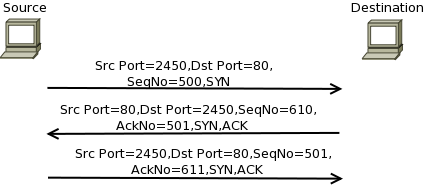 Source
Destination
Src Port=2450,Dst Port=80,
SeqNo=500,SYN
Src Port=80,Dst Port=2450,SeqNo=610,
AckNo=501,SYN,ACK
Src Port=2450,Dst Port=80,SeqNo=501,
AckNo=611,SYN,ACK